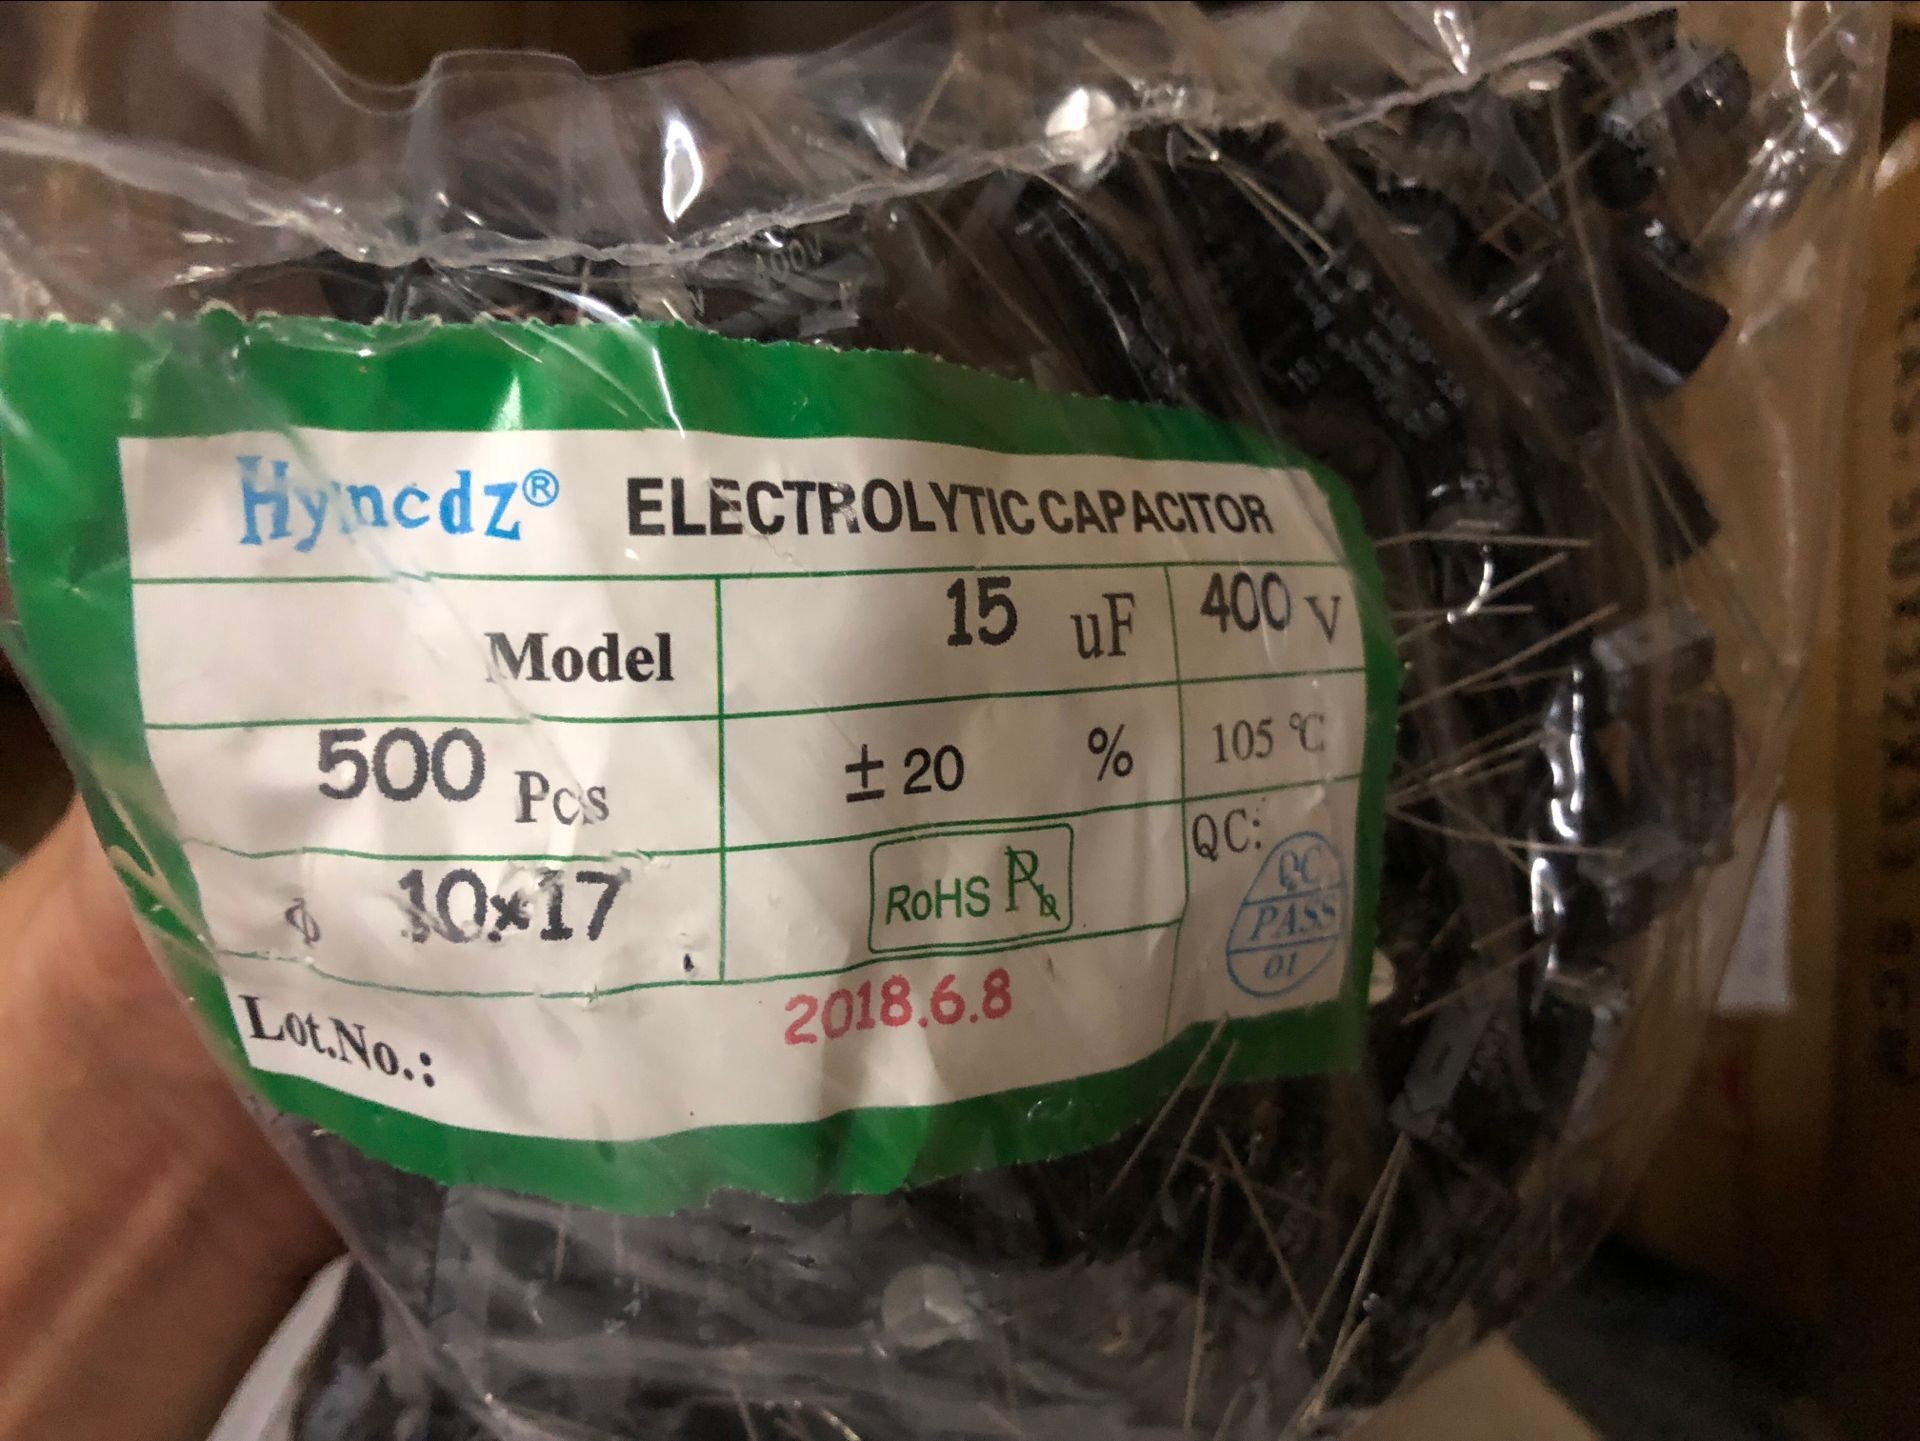 400V
Hymcdz® ELECTROLYTIC CAPACITOR
Model 15 uF 400 V
500 Pcs ± 20 % 105 ℃
Φ 10×17 RoHS QC:
QC
PASS
01
Lot.No.: 2018.6.8